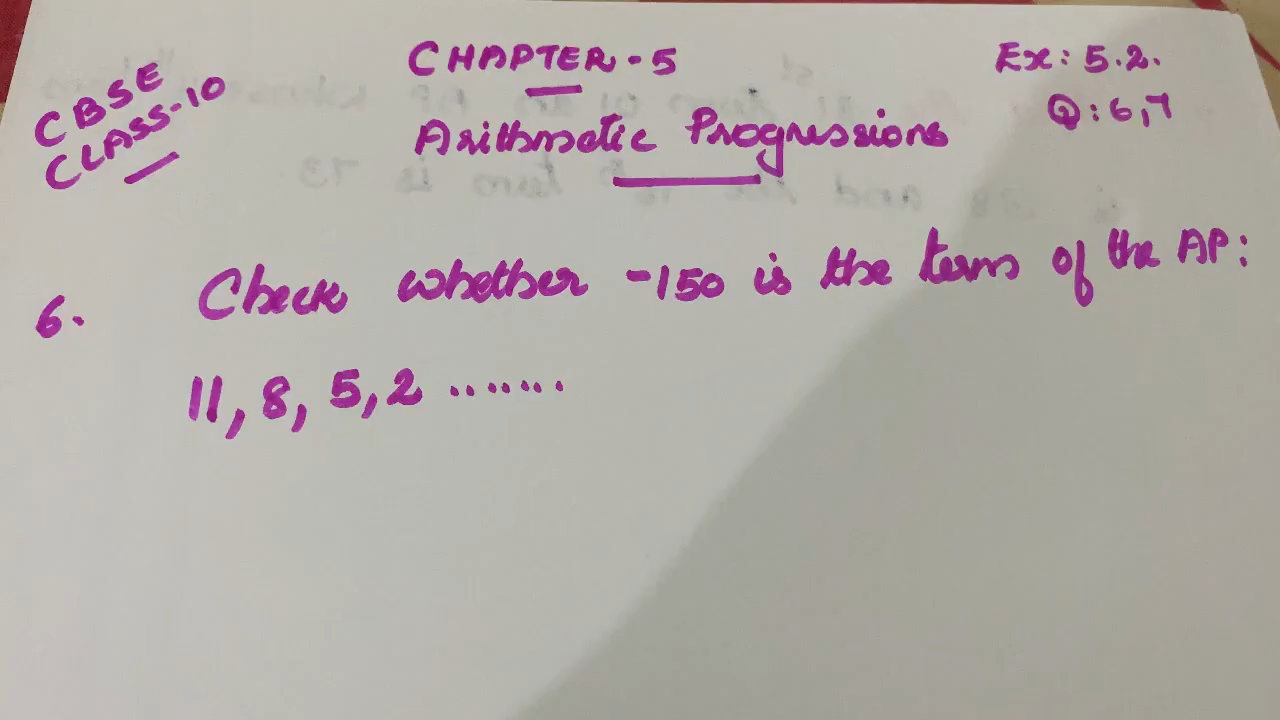 CBSE
CLASS-10
CHAPTER-5
Arithmetic Progressions
Ex: 5.2.
Q: 6,7
6. Check whether -150 is the term of the AP:
11, 8, 5, 2 .......